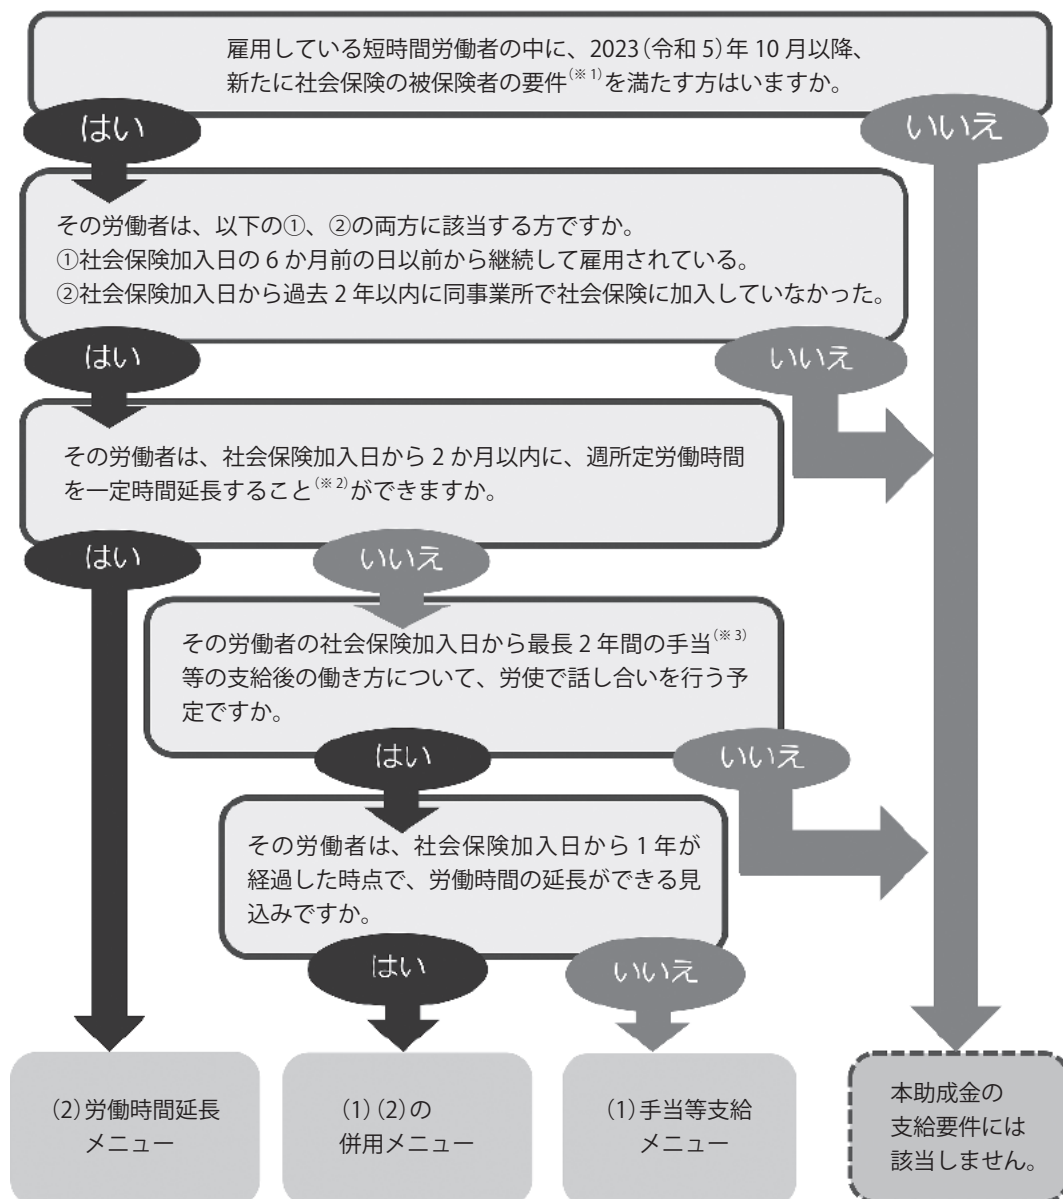 雇用している短時間労働者の中に、2023(令和5)年10月以降、
新たに社会保険の被保険者の要件(※1)を満たす方はいますか。
はい
いいえ
その労働者は、以下の①、②の両方に該当する方ですか。
①社会保険加入日の6か月前の日以前から継続して雇用されている。
②社会保険加入日から過去2年以内に同事業所で社会保険に加入していなかった。
はい
いいえ
その労働者は、社会保険加入日から2か月以内に、週所定労働時間
を一定時間延長すること(※2)ができますか。
はい
いいえ
その労働者の社会保険加入日から最長2年間の手当(※3)
等の支給後の働き方について、労使で話し合いを行う予
定ですか。
はい
いいえ
その労働者は、社会保険加入日から1年が
経過した時点で、労働時間の延長ができる見
込みですか。
はい
いいえ
(2)労働時間延長
メニュー
(1)(2)の
併用メニュー
(1)手当等支給
メニュー
本助成金の
支給要件には
該当しません。